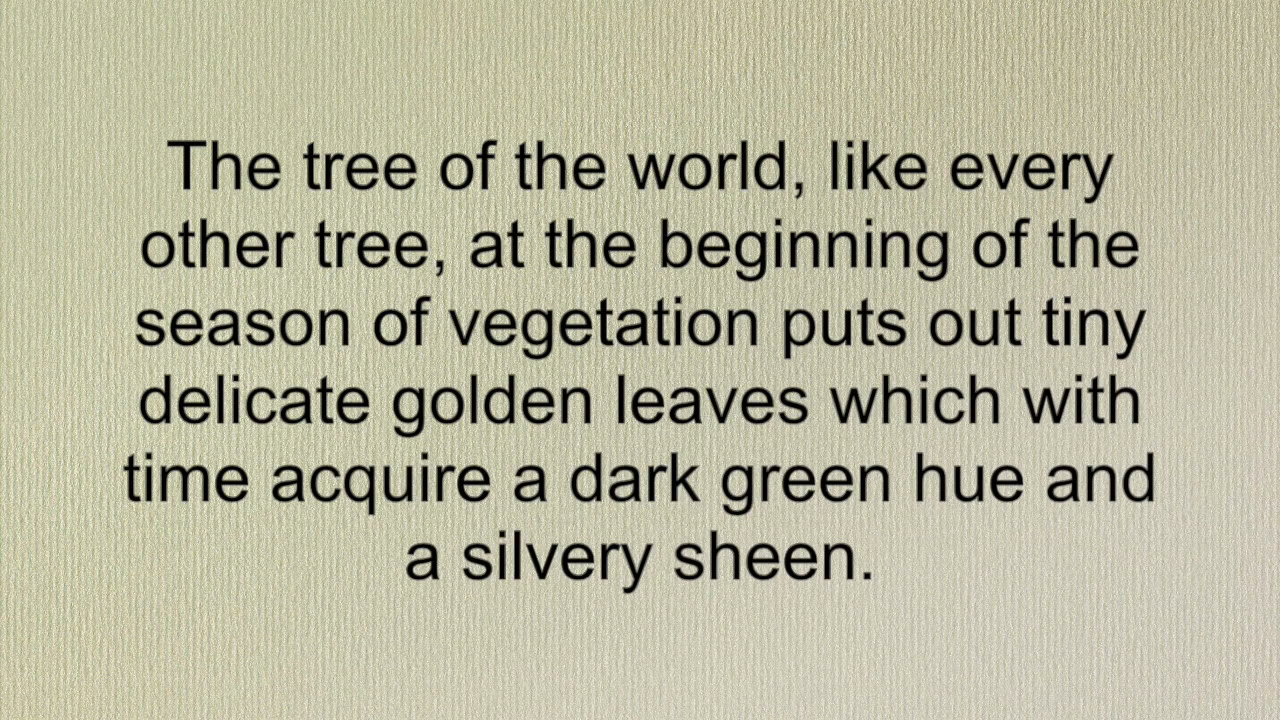 The tree of the world, like every
other tree, at the beginning of the
season of vegetation puts out tiny
delicate golden leaves which with
time acquire a dark green hue and
a silvery sheen.